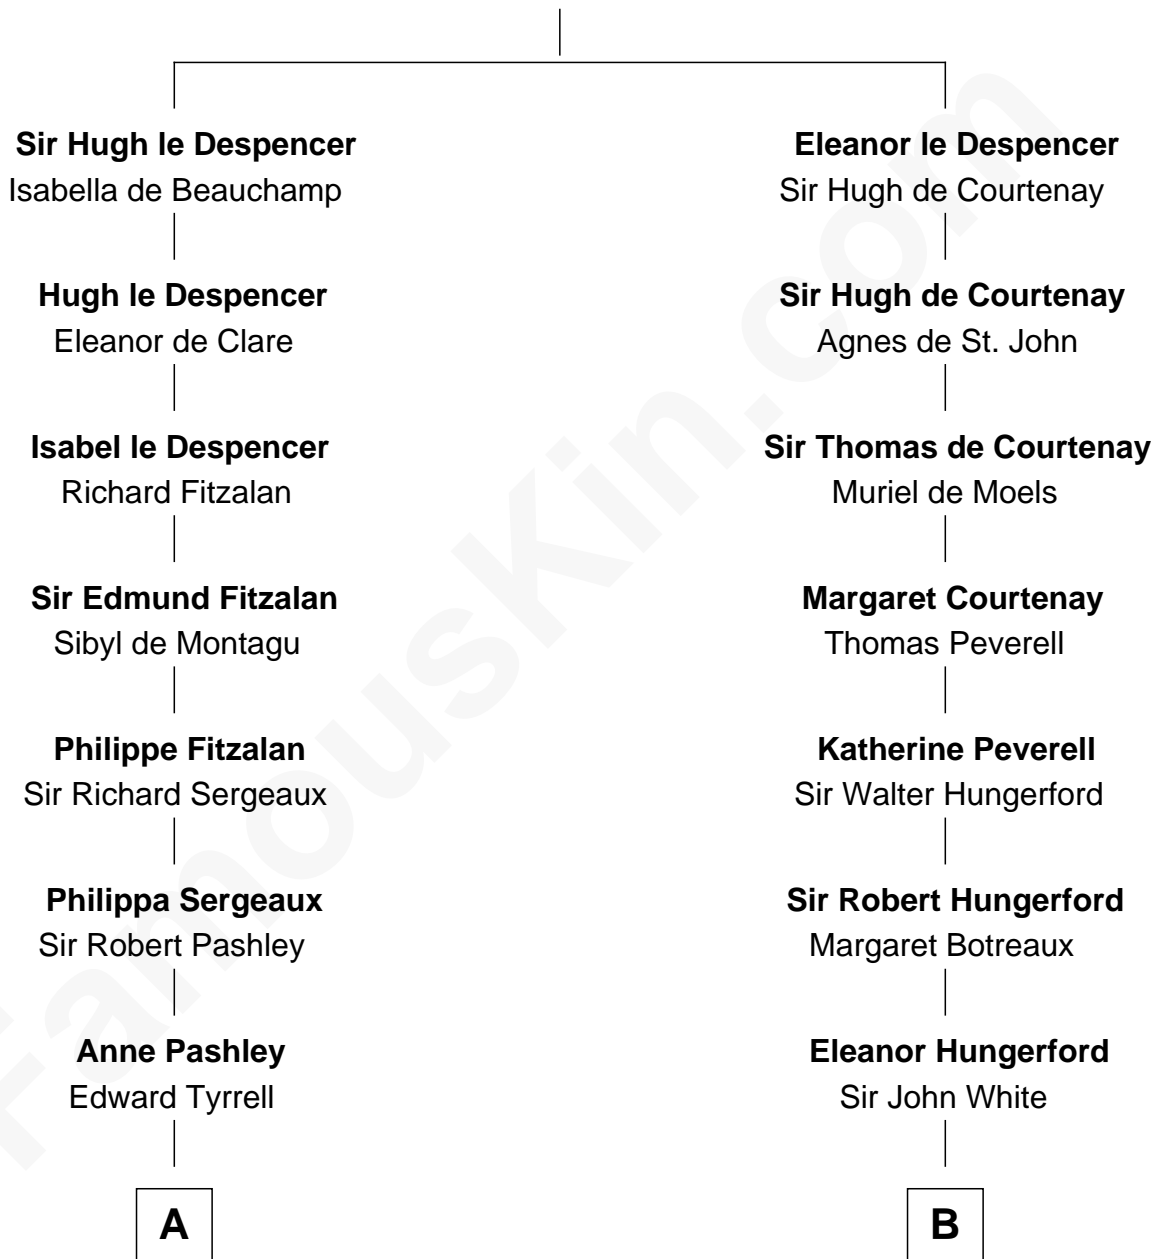 Sir Hugh le Despencer
Isabella de Beauchamp
Hugh le Despencer
Eleanor de Clare
Isabel le Despencer
Richard Fitzalan
Sir Edmund Fitzalan
Sibyl de Montagu
Philippe Fitzalan
Sir Richard Sergeaux
Philippa Sergeaux
Sir Robert Pashley
Anne Pashley
Edward Tyrrell
A
Eleanor le Despencer
Sir Hugh de Courtenay
Sir Hugh de Courtenay
Agnes de St. John
Sir Thomas de Courtenay
Muriel de Moels
Margaret Courtenay
Thomas Peverell
Katherine Peverell
Sir Walter Hungerford
Sir Robert Hungerford
Margaret Botreaux
Eleanor Hungerford
Sir John White
B
FamousKin.com